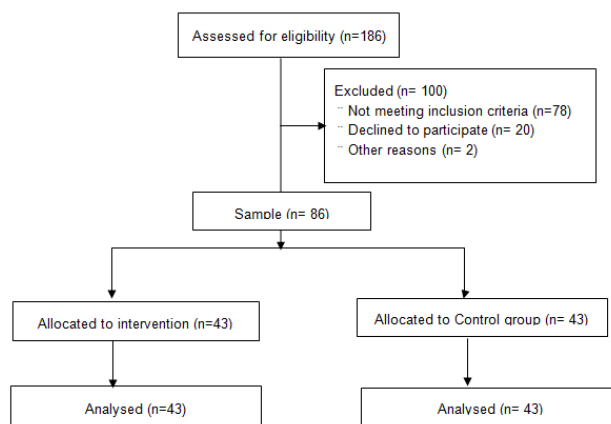 Assessed for eligibility (n=186)
Excluded (n= 100)
¨ Not meeting inclusion criteria (n=78)
¨ Declined to participate (n= 20)
¨ Other reasons (n= 2)
Sample (n= 86)
Allocated to intervention (n=43)
Allocated to Control group (n= 43)
Analysed (n=43)
Analysed (n= 43)